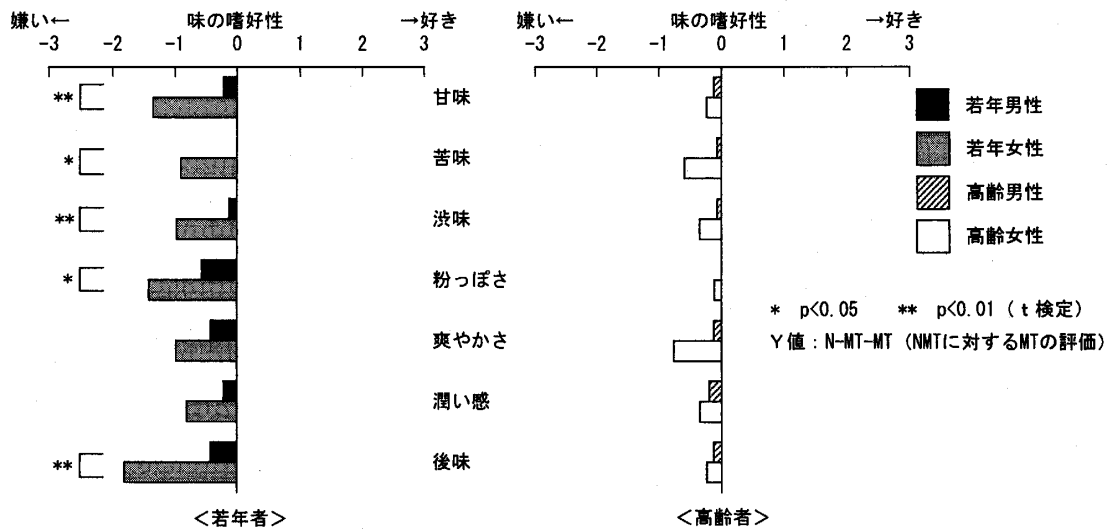 嫌い← 味の嗜好性 →好き
-3 -2 -1 0 1 2 3
嫌い← 味の嗜好性 →好き
-3 -2 -1 0 1 2 3
** 甘味
* 苦味
** 渋味
* 粉っぽさ
爽やかさ
潤い感
** 後味
<若年者>
<高齢者>
若年男性
若年女性
高齢男性
高齢女性
* p<0.05 ** p<0.01 (t検定)
Y値:N-MT-MT (NMTに対するMTの評価)